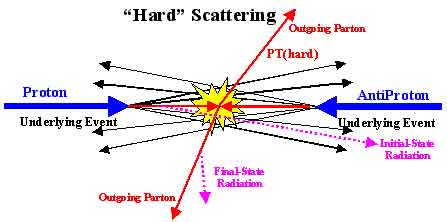 “Hard” Scattering
Outgoing Parton
PT(hard)
Proton
AntiProton
Underlying Event
Underlying Event
Initial-State
Radiation
Final-State
Radiation
Outgoing Parton